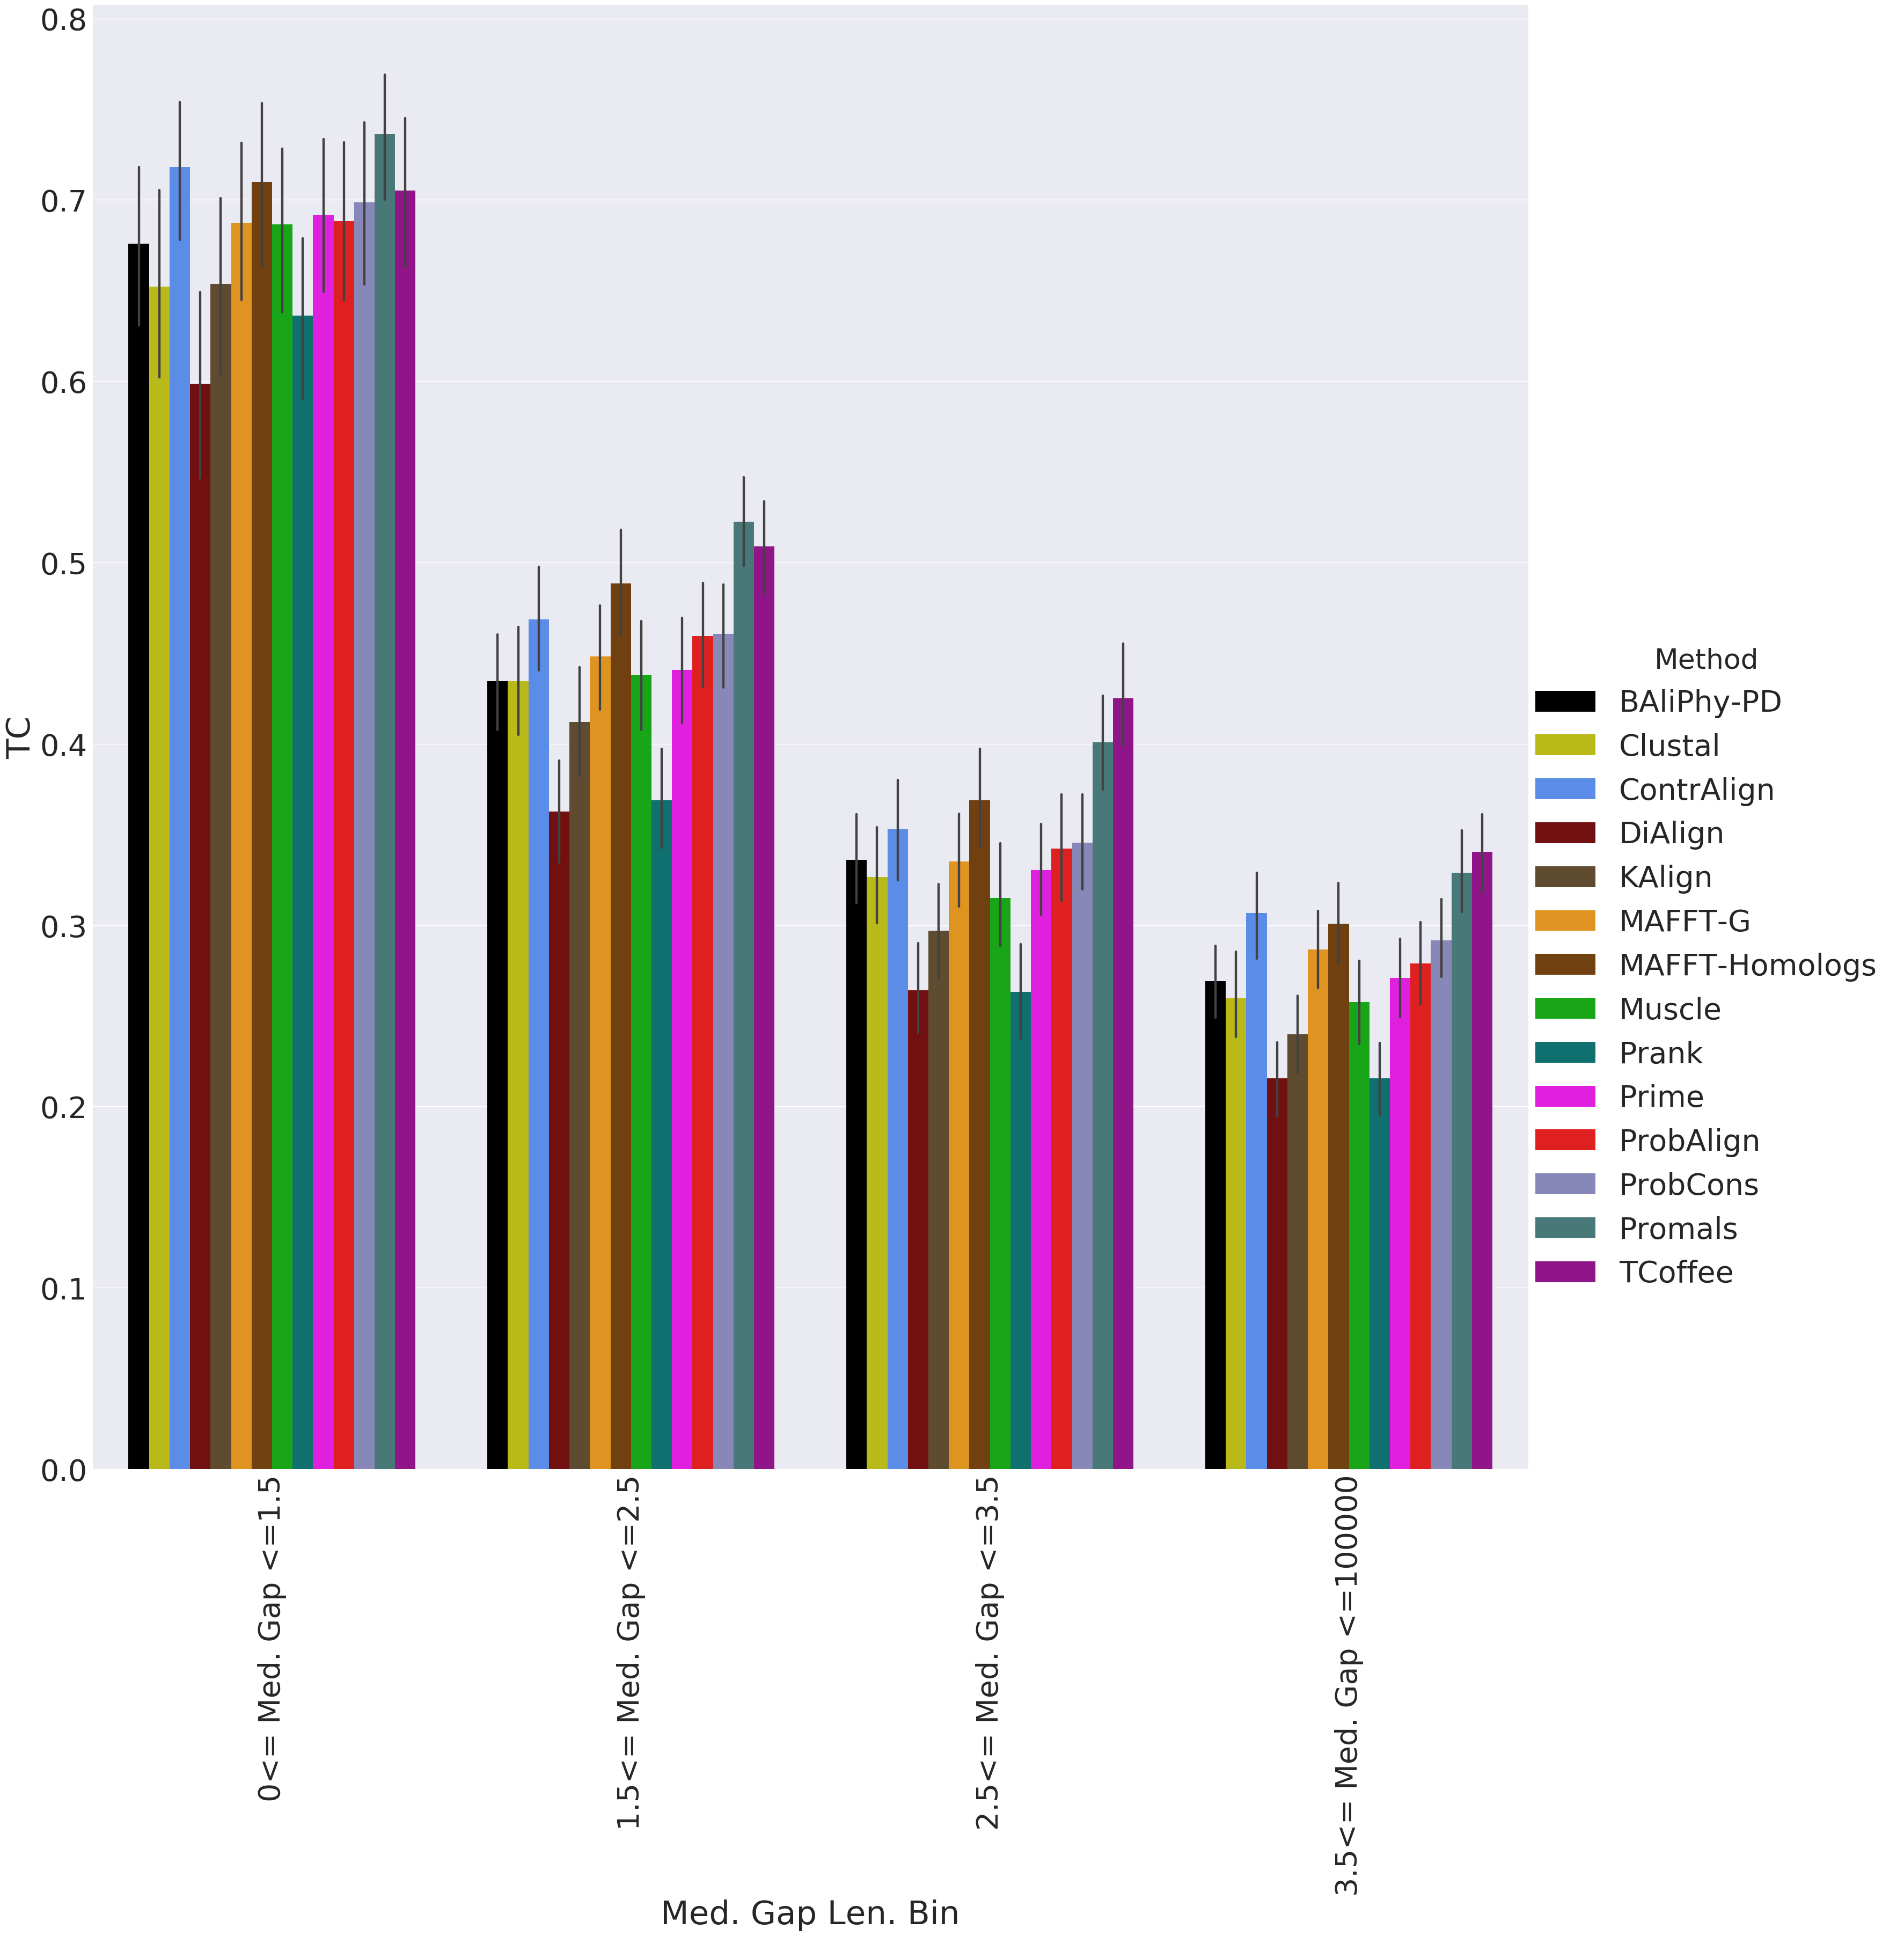 0.8
0.7
0.6
0.5
0.4
0.3
0.2
0.1
0.0
TC
0<= Med. Gap <=1.5
1.5<= Med. Gap <=2.5
2.5<= Med. Gap <=3.5
3.5<= Med. Gap <=100000
Med. Gap Len. Bin
Method
BAliPhy-PD
Clustal
ContrAlign
DiAlign
KAlign
MAFFT-G
MAFFT-Homologs
Muscle
Prank
Prime
ProbAlign
ProbCons
Promals
TCoffee